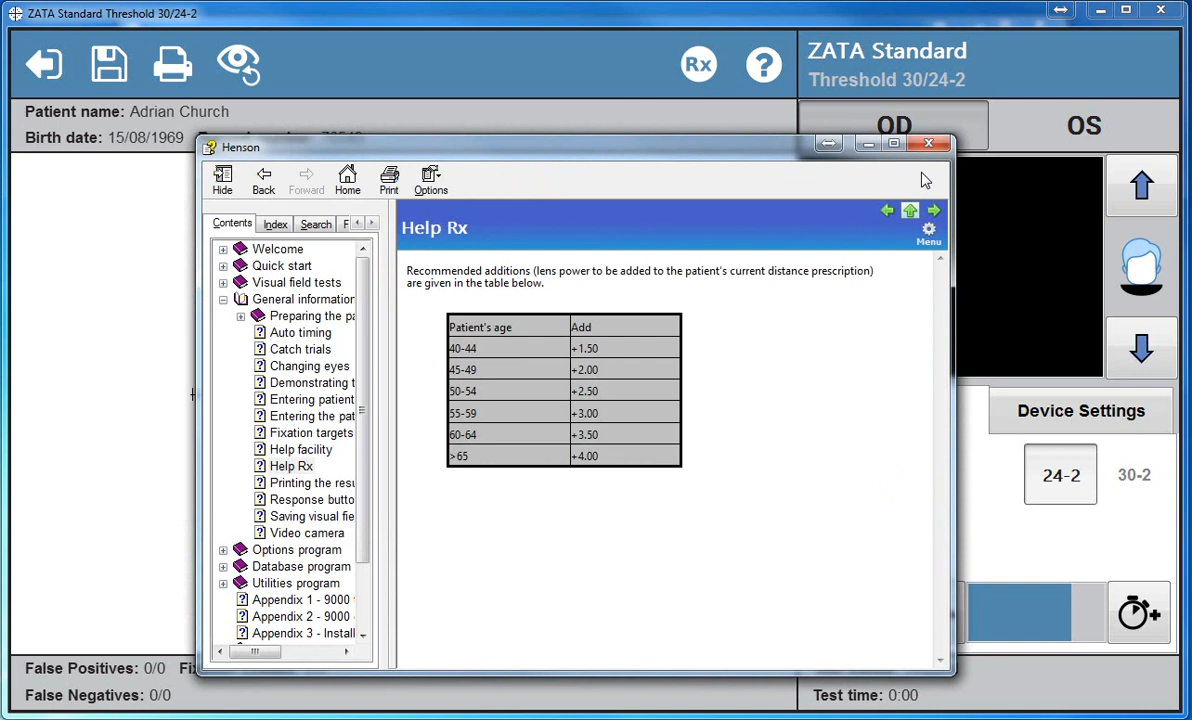 ZATA Standard Threshold 30/24-2
Rx
?
ZATA Standard
Threshold 30/24-2
Patient name: Adrian Church
Birth date: 15/08/1969
OD
OS
Henson
Hide
Back
Forward
Home
Print
Options
Contents
Index
Search
F
Help Rx
Menu
Welcome
Quick start
Visual field tests
General information
Preparing the pa
Auto timing
Catch trials
Changing eyes
Demonstrating t
Entering patient
Entering the pat
Fixation targets
Help facility
Help Rx
Printing the resu
Response butto
Saving visual fie
Video camera
Options program
Database program
Utilities program
Appendix 1 - 9000
Appendix 2 - 9000
Appendix 3 - Instal
Recommended additions (lens power to be added to the patient's current distance prescription)
are given in the table below.
Patient's age Add
40-44 +1.50
45-49 +2.00
50-54 +2.50
55-59 +3.00
60-64 +3.50
>65 +4.00
Device Settings
24-2
30-2
False Positives: 0/0
False Negatives: 0/0
Test time: 0:00